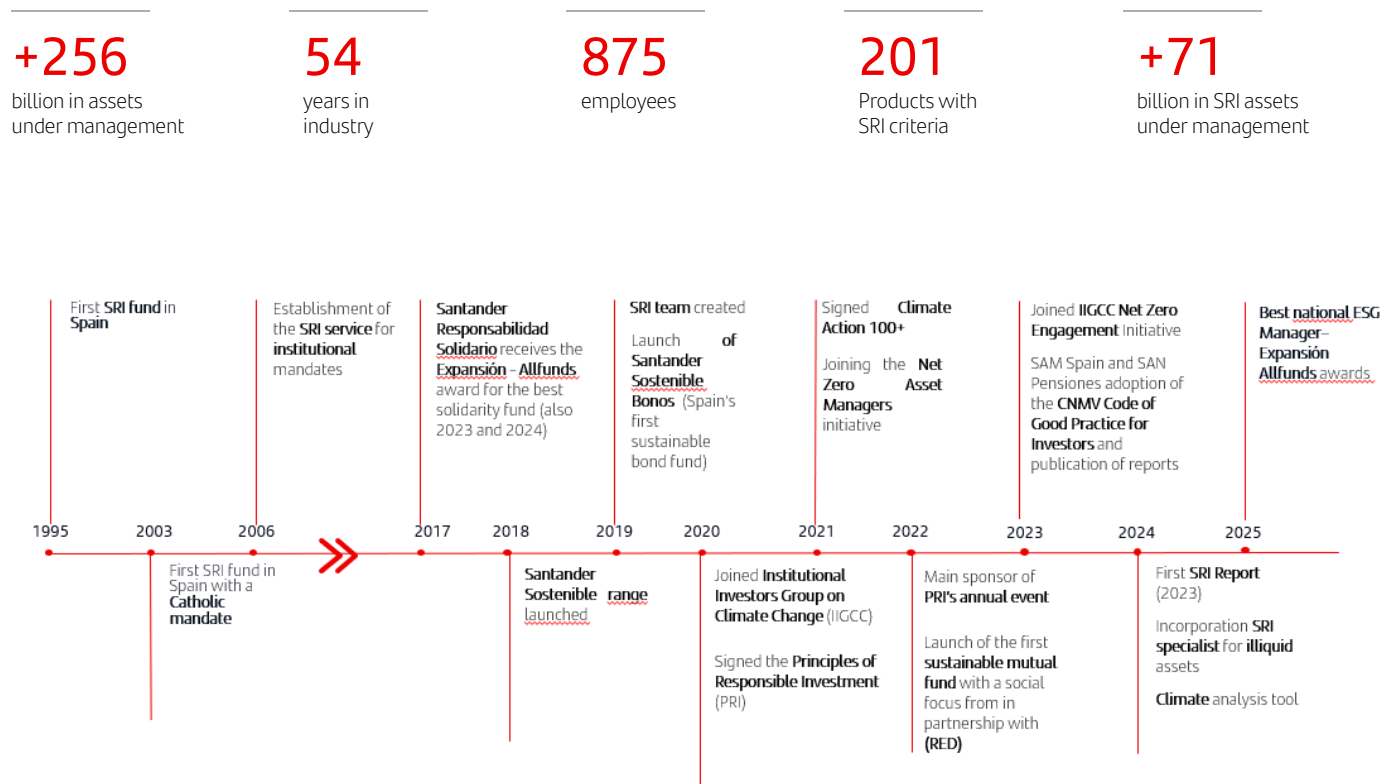 +256
billion in assets
under management
54
years in
industry
875
employees
201
Products with
SRI criteria
+71
billion in SRI assets
under management
First SRI fund in
Spain
Establishment of
the SRI service for
institutional
mandates
Santander
Responsabilidad
Solidario receives the
Expansión - Allfunds
award for the best
solidarity fund (also
2023 and 2024)
SRI team created
Launch of
Santander
Sostenible
Bonos (Spain's
first
sustainable
bond fund)
Signed Climate
Action 100+
Joining the Net
Zero Asset
Managers
initiative
Joined IIGCC Net Zero
Engagement Initiative
SAM Spain and SAN
Pensiones adoption of
the CNMV Code of
Good Practice for
Investors and
publication of reports
Best national ESG
Manager–
Expansión
Allfunds awards
1995 2003 2006 2017 2018 2019 2020 2021 2022 2023 2024 2025
First SRI fund in
Spain with a
Catholic
mandate
Santander
Sostenible range
launched
Joined Institutional
Investors Group on
Climate Change (IIGCC)
Signed the Principles of
Responsible Investment
(PRI)
Main sponsor of
PRI's annual event
Launch of the first
sustainable mutual
fund with a social
focus from in
partnership with
(RED)
First SRI Report
(2023)
Incorporation SRI
specialist for illiquid
assets
Climate analysis tool